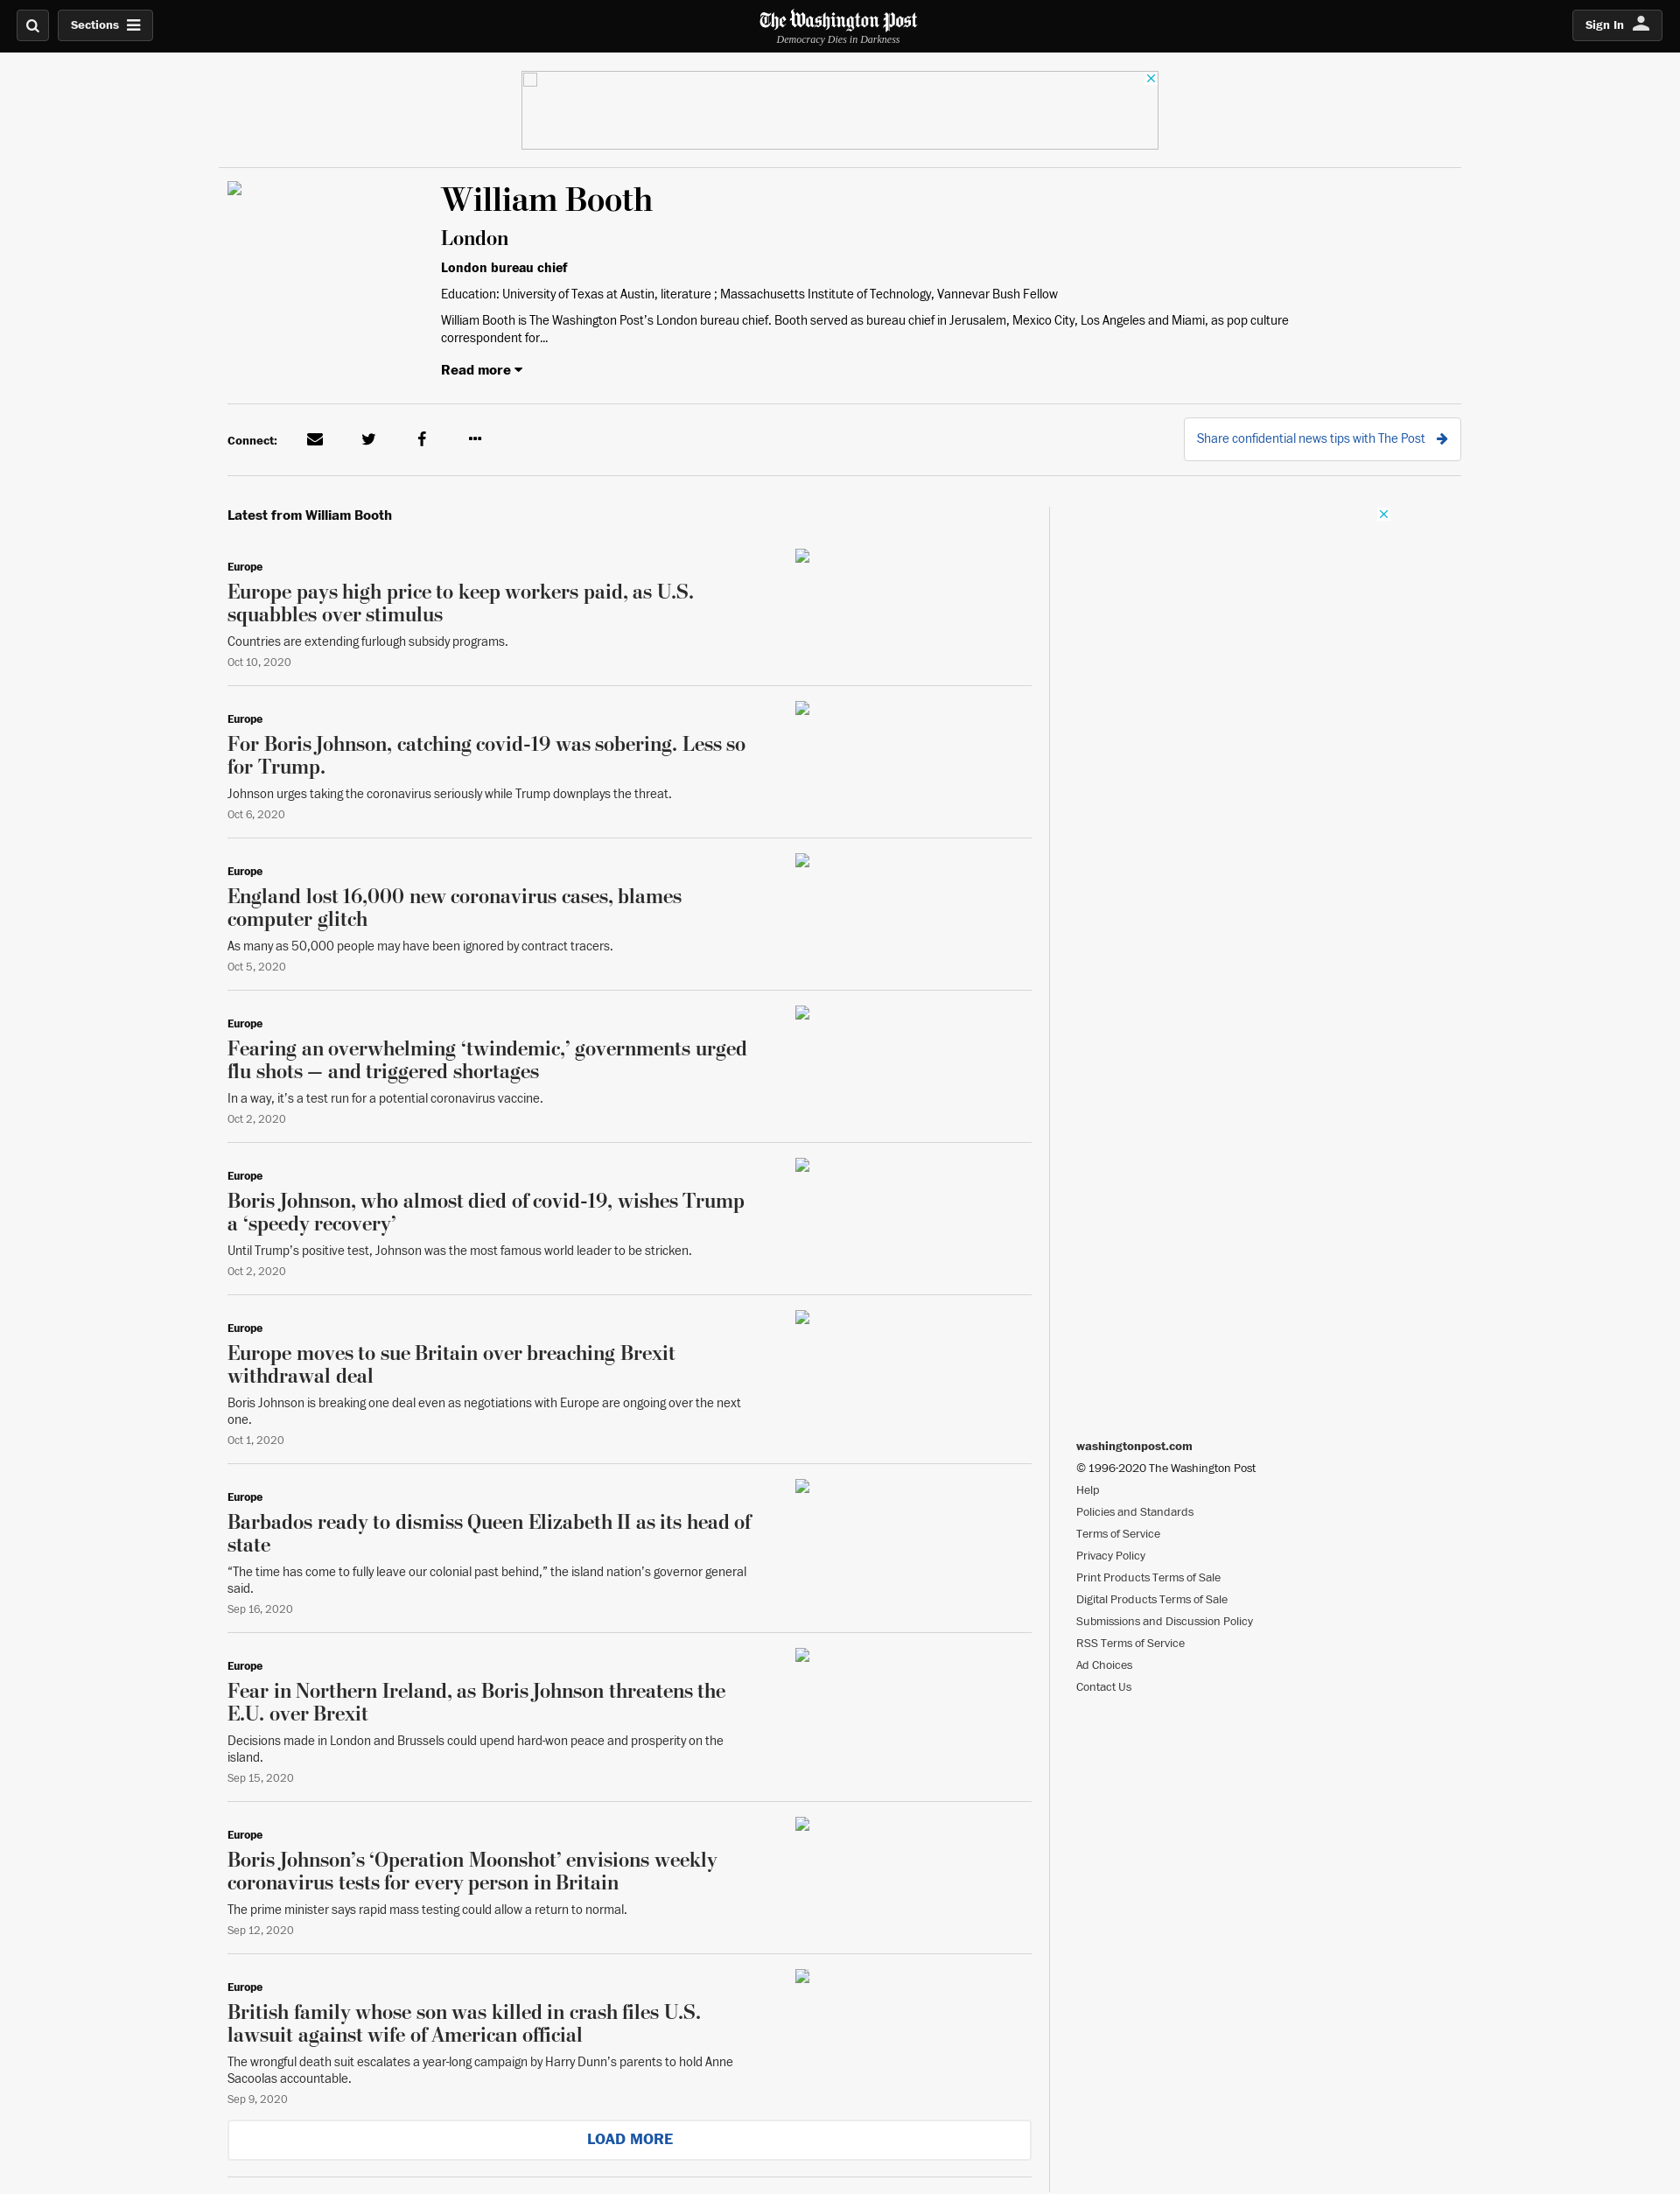 Sections
The Washington Post
Democracy Dies in Darkness
Sign In
William Booth
London
London bureau chief
Education: University of Texas at Austin, literature ; Massachusetts Institute of Technology, Vannevar Bush Fellow
William Booth is The Washington Post’s London bureau chief. Booth served as bureau chief in Jerusalem, Mexico City, Los Angeles and Miami, as pop culture
correspondent for...
Read more
Connect:
Share confidential news tips with The Post
Latest from William Booth
Europe
Europe pays high price to keep workers paid, as U.S.
squabbles over stimulus
Countries are extending furlough subsidy programs.
Oct 10, 2020
Europe
For Boris Johnson, catching covid-19 was sobering. Less so
for Trump.
Johnson urges taking the coronavirus seriously while Trump downplays the threat.
Oct 6, 2020
Europe
England lost 16,000 new coronavirus cases, blames
computer glitch
As many as 50,000 people may have been ignored by contract tracers.
Oct 5, 2020
Europe
Fearing an overwhelming ‘twindemic,’ governments urged
flu shots — and triggered shortages
In a way, it’s a test run for a potential coronavirus vaccine.
Oct 2, 2020
Europe
Boris Johnson, who almost died of covid-19, wishes Trump
a ‘speedy recovery’
Until Trump’s positive test, Johnson was the most famous world leader to be stricken.
Oct 2, 2020
Europe
Europe moves to sue Britain over breaching Brexit
withdrawal deal
Boris Johnson is breaking one deal even as negotiations with Europe are ongoing over the next
one.
Oct 1, 2020
Europe
Barbados ready to dismiss Queen Elizabeth II as its head of
state
“The time has come to fully leave our colonial past behind,” the island nation’s governor general
said.
Sep 16, 2020
Europe
Fear in Northern Ireland, as Boris Johnson threatens the
E.U. over Brexit
Decisions made in London and Brussels could upend hard-won peace and prosperity on the
island.
Sep 15, 2020
Europe
Boris Johnson’s ‘Operation Moonshot’ envisions weekly
coronavirus tests for every person in Britain
The prime minister says rapid mass testing could allow a return to normal.
Sep 12, 2020
Europe
British family whose son was killed in crash files U.S.
lawsuit against wife of American official
The wrongful death suit escalates a year-long campaign by Harry Dunn’s parents to hold Anne
Sacoolas accountable.
Sep 9, 2020
LOAD MORE
washingtonpost.com
© 1996-2020 The Washington Post
Help
Policies and Standards
Terms of Service
Privacy Policy
Print Products Terms of Sale
Digital Products Terms of Sale
Submissions and Discussion Policy
RSS Terms of Service
Ad Choices
Contact Us